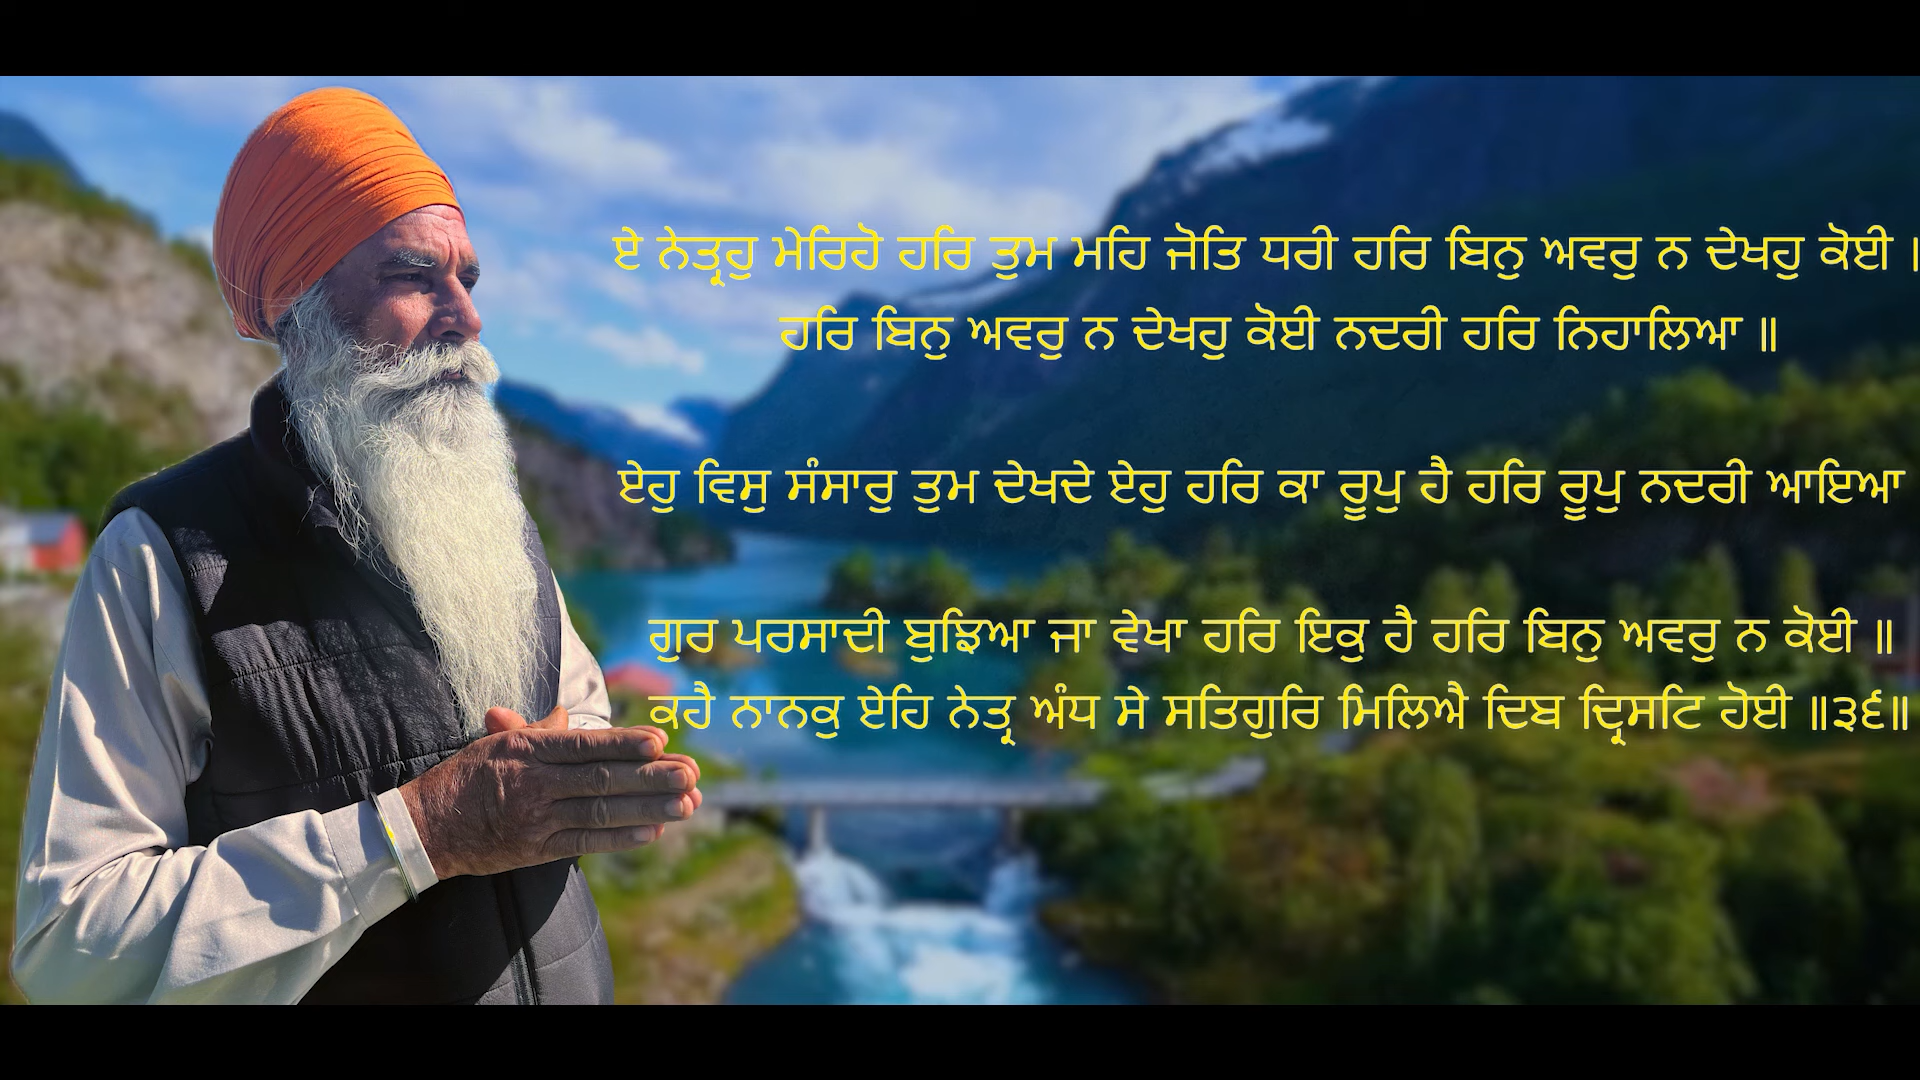 ਏ ਨੇਤ੍ਰਹੁ ਮੇਰਿਹੋ ਹਰਿ ਤੁਮ ਮਹਿ ਜੋਤਿ ਧਰੀ ਹਰਿ ਬਿਨੁ ਅਵਰੁ ਨ ਦੇਖਹੁ ਕੋਈ ।
ਹਰਿ ਬਿਨੁ ਅਵਰੁ ਨ ਦੇਖਹੁ ਕੋਈ ਨਦਰੀ ਹਰਿ ਨਿਹਾਲਿਆ ॥
ਏਹੁ ਵਿਸੁ ਸੰਸਾਰੁ ਤੁਮ ਦੇਖਦੇ ਏਹੁ ਹਰਿ ਕਾ ਰੂਪੁ ਹੈ ਹਰਿ ਰੂਪੁ ਨਦਰੀ ਆਇਆ
ਗੁਰ ਪਰਸਾਦੀ ਬੁਝਿਆ ਜਾ ਵੇਖਾ ਹਰਿ ਇਕੁ ਹੈ ਹਰਿ ਬਿਨੁ ਅਵਰੁ ਨ ਕੋਈ ॥
ਕਹੈ ਨਾਨਕੁ ਏਹਿ ਨੇਤ੍ਰ ਅੰਧ ਸੇ ਸਤਿਗੁਰਿ ਮਿਲਿਐ ਦਿਬ ਦ੍ਰਿਸਟਿ ਹੋਈ ॥੩੬॥